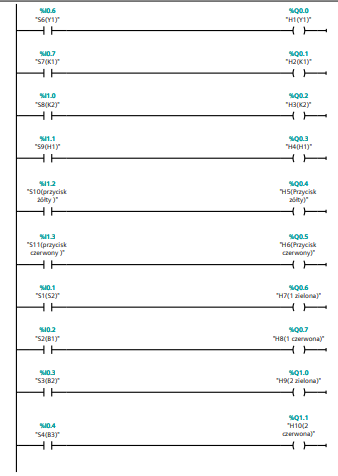 %I0.6 %Q0.0
"S6(Y1)" "H1(Y1)"
%I0.7 %Q0.1
"S7(K1)" "H2(K1)"
%I1.0 %Q0.2
"S8(K2)" "H3(K2)"
%I1.1 %Q0.3
"S9(H1)" "H4(H1)"
%I1.2 %Q0.4
"S10(przycisk "H5(Przycisk
żółty )" żółty)"
%I1.3 %Q0.5
"S11(przycisk "H6(Przycisk
czerwony )" czerwony)"
%I0.1 %Q0.6
"S1(S2)" "H7(1 zielona)"
%I0.2 %Q0.7
"S2(B1)" "H8(1 czerwona)"
%I0.3 %Q1.0
"S3(B2)" "H9(2 zielona)"
%I0.4 %Q1.1
"S4(B3)" "H10(2
czerwona)"